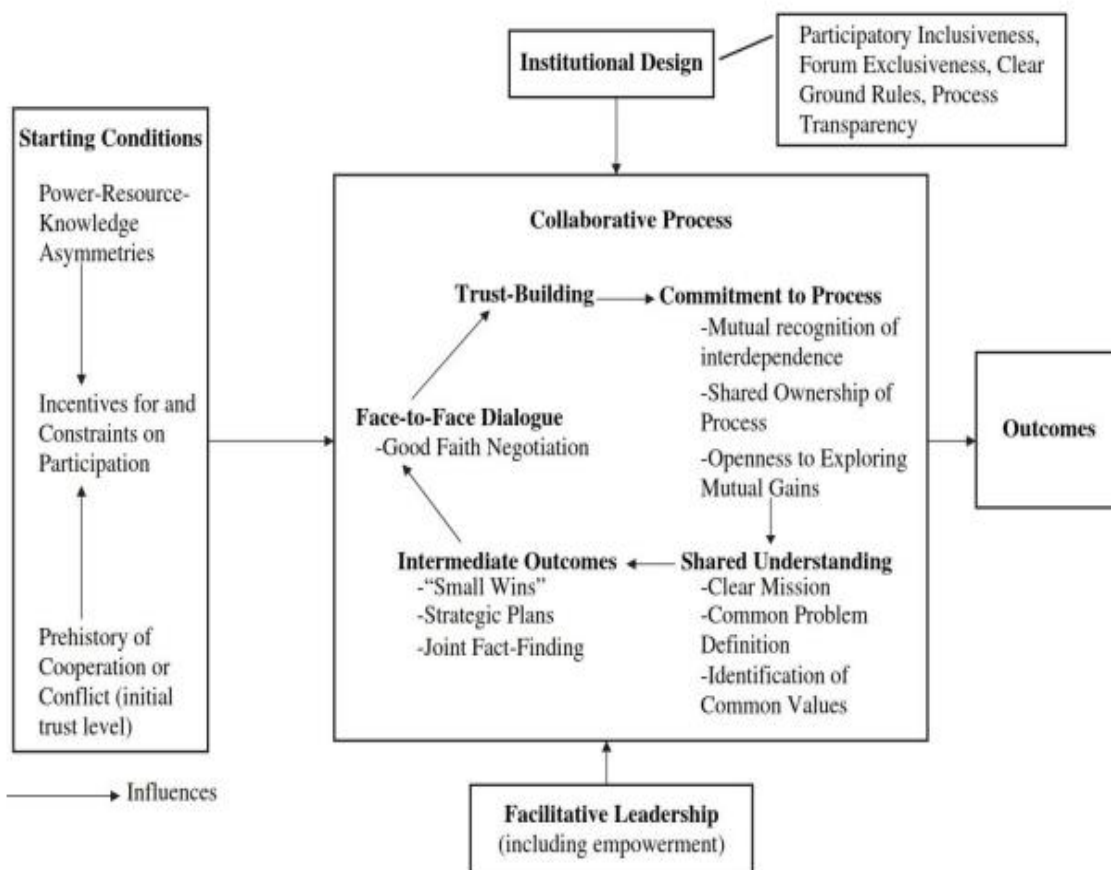 Institutional Design
Participatory Inclusiveness,
Forum Exclusiveness, Clear
Ground Rules, Process
Transparency
Starting Conditions
Power-Resource-
Knowledge
Asymmetries
Incentives for and
Constraints on
Participation
Prehistory of
Cooperation or
Conflict (initial
trust level)
Collaborative Process
Trust-Building
Commitment to Process
-Mutual recognition of
interdependence
-Shared Ownership of
Process
-Openness to Exploring
Mutual Gains
Face-to-Face Dialogue
-Good Faith Negotiation
Intermediate Outcomes
-“Small Wins”
-Strategic Plans
-Joint Fact-Finding
Shared Understanding
-Clear Mission
-Common Problem
Definition
-Identification of
Common Values
Outcomes
Influences
Facilitative Leadership
(including empowerment)